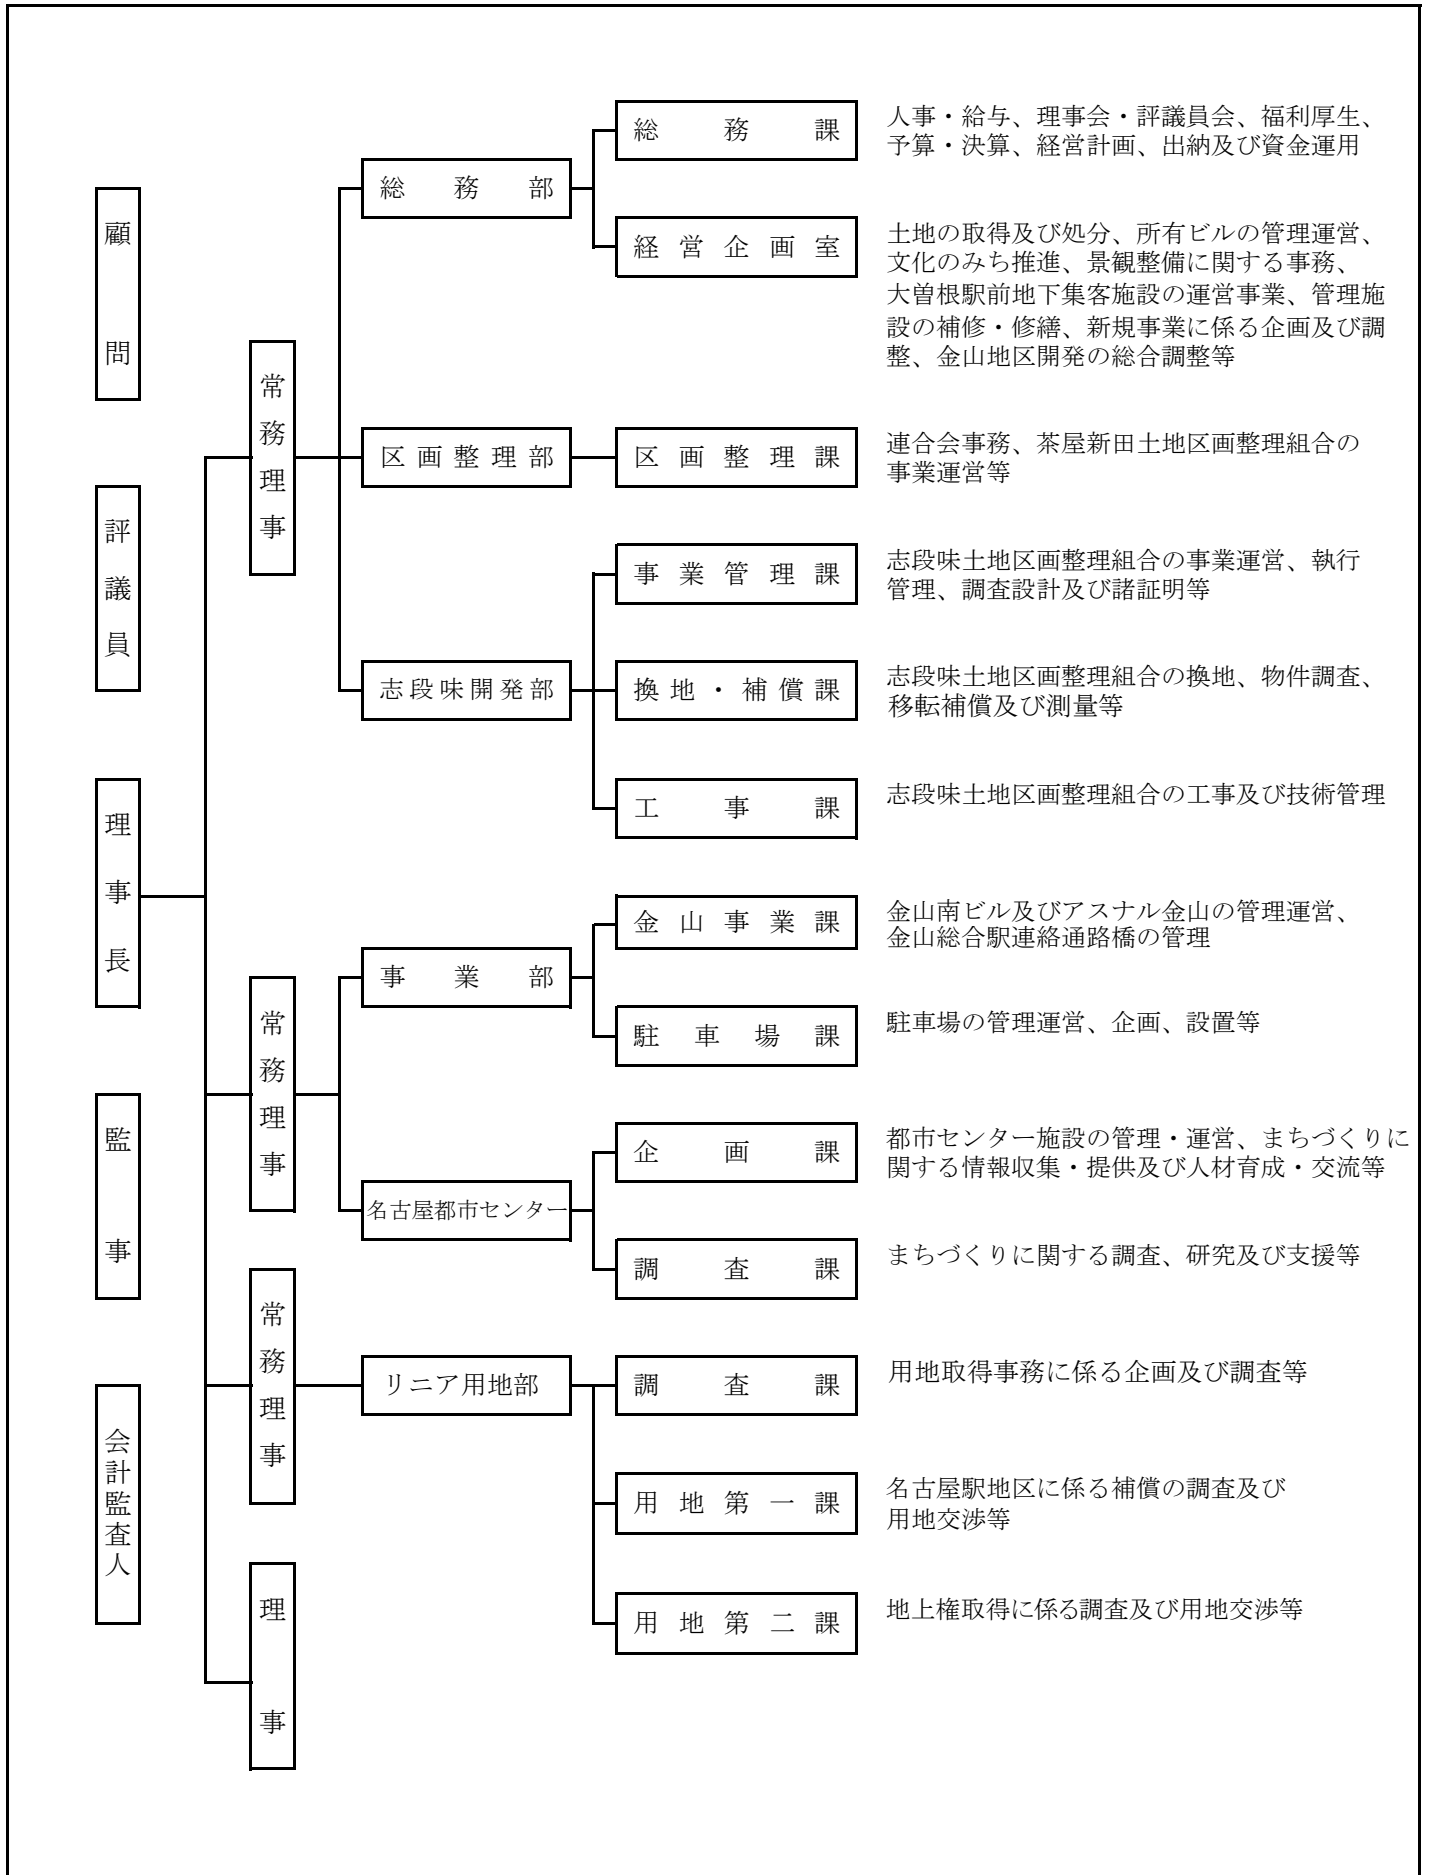 顧問
評議員
理事長
監事
会計監査人
常務理事
総務部
総務課
人事・給与、理事会・評議員会、福利厚生、
予算・決算、経営計画、出納及び資金運用
経営企画室
土地の取得及び処分、所有ビルの管理運営、
文化のみち推進、景観整備に関する事務、
大曽根駅前地下集客施設の運営事業、管理施
設の補修・修繕、新規事業に係る企画及び調
整、金山地区開発の総合調整等
区画整理部
区画整理課
連合会事務、茶屋新田土地区画整理組合の
事業運営等
志段味開発部
事業管理課
志段味土地区画整理組合の事業運営、執行
管理、調査設計及び諸証明等
換地・補償課
志段味土地区画整理組合の換地、物件調査、
移転補償及び測量等
工事課
志段味土地区画整理組合の工事及び技術管理
常務理事
事業部
金山事業課
金山南ビル及びアスナル金山の管理運営、
金山総合駅連絡通路橋の管理
駐車場課
駐車場の管理運営、企画、設置等
名古屋都市センター
企画課
都市センター施設の管理・運営、まちづくりに
関する情報収集・提供及び人材育成・交流等
調査課
まちづくりに関する調査、研究及び支援等
常務理事
リニア用地部
調査課
用地取得事務に係る企画及び調査等
用地第一課
名古屋駅地区に係る補償の調査及び
用地交渉等
用地第二課
地上権取得に係る調査及び用地交渉等
理事